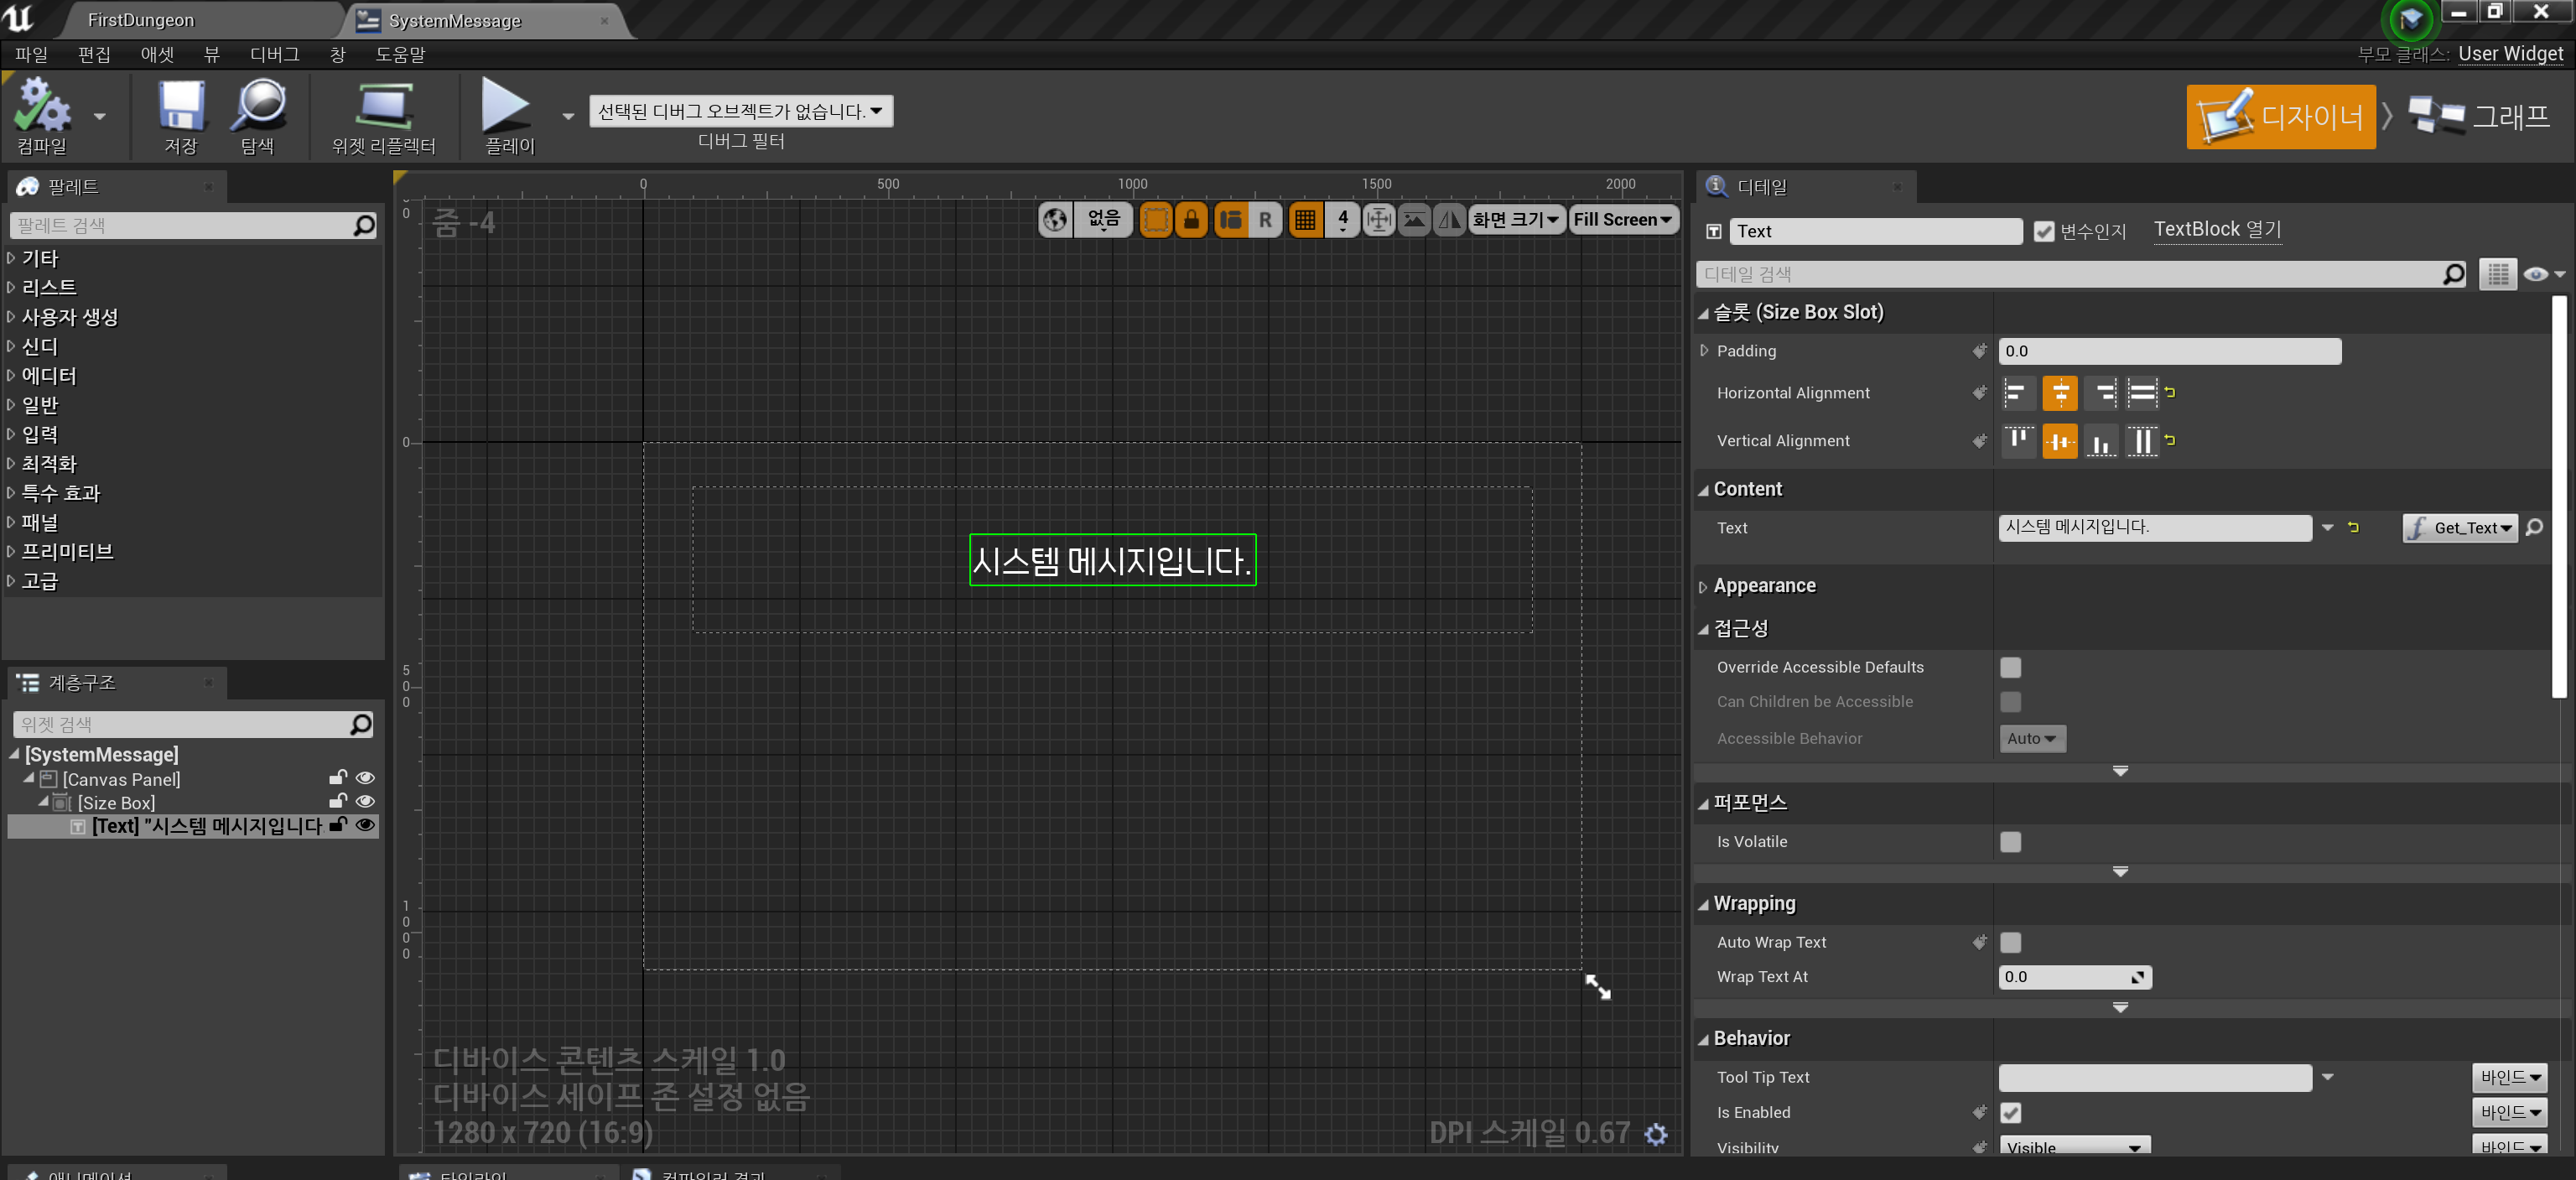 FirstDungeon
SystemMessage
파일 편집 애셋 뷰 디버그 창 도움말
부모 클래스: User Widget
컴파일
저장
탐색
위젯 리플렉터
플레이
선택된 디버그 오브젝트가 없습니다.
디버그 필터
디자이너
그래프
팔레트
팔레트 검색
기타
리스트
사용자 생성
신디
에디터
일반
입력
최적화
특수 효과
패널
프리미티브
고급
계층구조
위젯 검색
[SystemMessage]
[Canvas Panel]
[Size Box]
[Text] "시스템 메시지입니다
애니메이션
0 500 1000 1500 2000
0
0
500
1000
줌 -4
없음
R
4
화면 크기
Fill Screen
시스템 메시지입니다.
디바이스 콘텐츠 스케일 1.0
디바이스 세이프 존 설정 없음
1280 x 720 (16:9)
DPI 스케일 0.67
타임라인
컴파일러 결과
디테일
Text
변수인지
TextBlock 열기
디테일 검색
슬롯 (Size Box Slot)
Padding 0.0
Horizontal Alignment
Vertical Alignment
Content
Text 시스템 메시지입니다. Get_Text
Appearance
접근성
Override Accessible Defaults
Can Children be Accessible
Accessible Behavior Auto
퍼포먼스
Is Volatile
Wrapping
Auto Wrap Text
Wrap Text At 0.0
Behavior
Tool Tip Text 바인드
Is Enabled 바인드
Visibility Visible 바인드